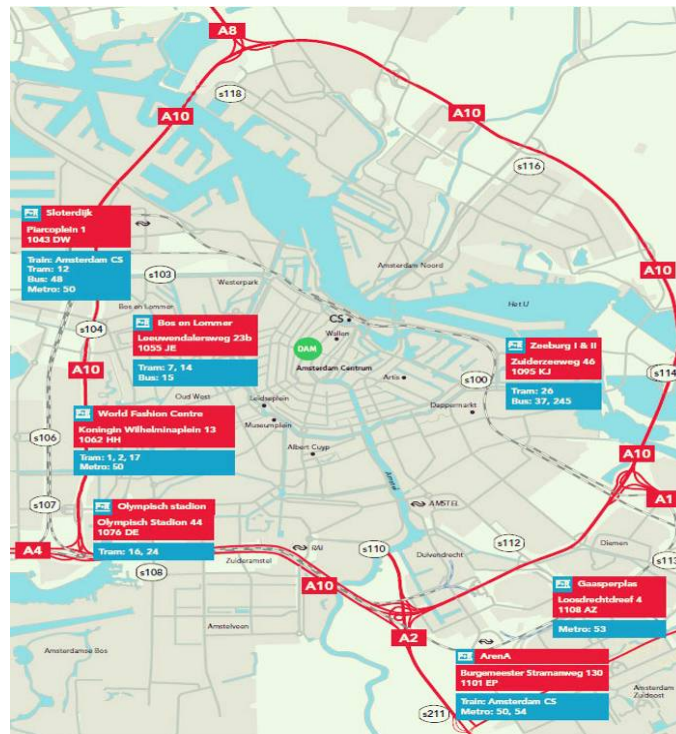 A8
s118
A10
A10
s116
Sloterdijk
Piarcoplein 1
1043 DW
Train: Amsterdam CS
Tram: 12
Bus: 48
Metro: 50
s103
Westerpark
Amsterdam Noord
A10
Het IJ
Bos en Lommer
CS
Wallen
s104
Bos en Lommer
Leeuwendalersweg 23b
1055 JE
Tram: 7, 14
Bus: 15
DAM
Amsterdam Centrum
Zeeburg I & II
Zuiderzeeweg 46
1095 KJ
Tram: 26
Bus: 37, 245
A10
Artis
s100
s114
Oud West
Leidseplein
Dappermarkt
World Fashion Centre
Koningin Wilhelminaplein 13
1062 HH
Tram: 1, 2, 17
Metro: 50
Museumplein
s106
Albert Cuyp
A10
Amstel
s107
Olympisch stadion
Olympisch Stadion 44
1076 DE
Tram: 16, 24
AMSTEL
A1
A4
s108
RAI
Zuideramstel
s110
Duivendrecht
s112
Diemen
s113
A10
Gaasperplas
Loosdrechtdreef 4
1108 AZ
Metro: 53
Amstelveen
A2
Amsterdamse Bos
ArenA
Burgemeester Stramanweg 130
1101 EP
Train: Amsterdam CS
Metro: 50, 54
Amsterdam
Zuidoost
s211